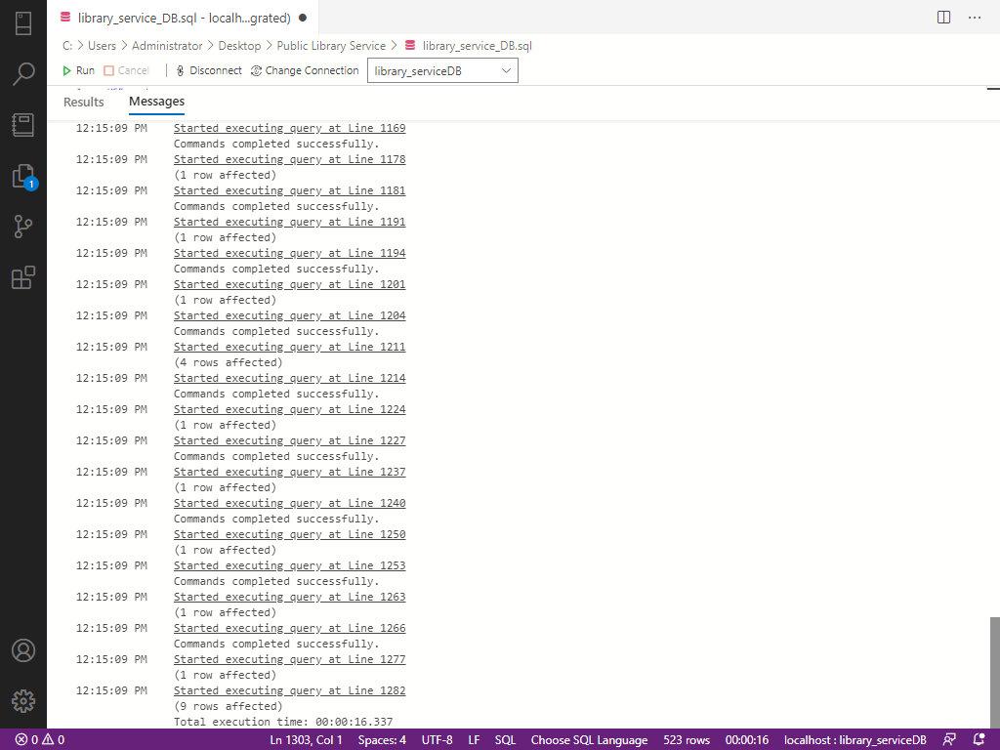 library_service_DB.sql - localh...grated)
C: > Users > Administrator > Desktop > Public Library Service > library_service_DB.sql
Run Cancel Disconnect Change Connection library_serviceDB
Results Messages
12:15:09 PM Started executing query at Line 1169
Commands completed successfully.
12:15:09 PM Started executing query at Line 1178
(1 row affected)
12:15:09 PM Started executing query at Line 1181
Commands completed successfully.
12:15:09 PM Started executing query at Line 1191
(1 row affected)
12:15:09 PM Started executing query at Line 1194
Commands completed successfully.
12:15:09 PM Started executing query at Line 1201
(1 row affected)
12:15:09 PM Started executing query at Line 1204
Commands completed successfully.
12:15:09 PM Started executing query at Line 1211
(4 rows affected)
12:15:09 PM Started executing query at Line 1214
Commands completed successfully.
12:15:09 PM Started executing query at Line 1224
(1 row affected)
12:15:09 PM Started executing query at Line 1227
Commands completed successfully.
12:15:09 PM Started executing query at Line 1237
(1 row affected)
12:15:09 PM Started executing query at Line 1240
Commands completed successfully.
12:15:09 PM Started executing query at Line 1250
(1 row affected)
12:15:09 PM Started executing query at Line 1253
Commands completed successfully.
12:15:09 PM Started executing query at Line 1263
(1 row affected)
12:15:09 PM Started executing query at Line 1266
Commands completed successfully.
12:15:09 PM Started executing query at Line 1277
(1 row affected)
12:15:09 PM Started executing query at Line 1282
(9 rows affected)
Total execution time: 00:00:16.337
1
0 0 Ln 1303, Col 1 Spaces: 4 UTF-8 LF SQL Choose SQL Language 523 rows 00:00:16 localhost : library_serviceDB